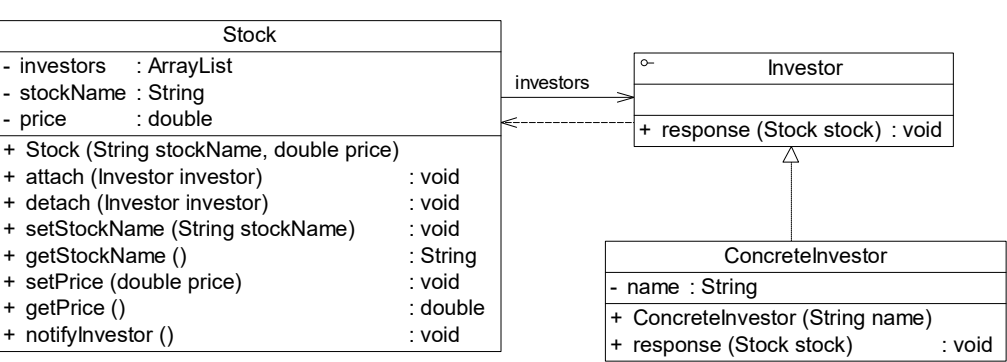 Stock
- investors : ArrayList
- stockName : String
- price : double
+ Stock (String stockName, double price)
+ attach (Investor investor) : void
+ detach (Investor investor) : void
+ setStockName (String stockName) : void
+ getStockName () : String
+ setPrice (double price) : void
+ getPrice () : double
+ notifyInvestor () : void
investors
Investor
+ response (Stock stock) : void
ConcreteInvestor
- name : String
+ ConcreteInvestor (String name)
+ response (Stock stock) : void